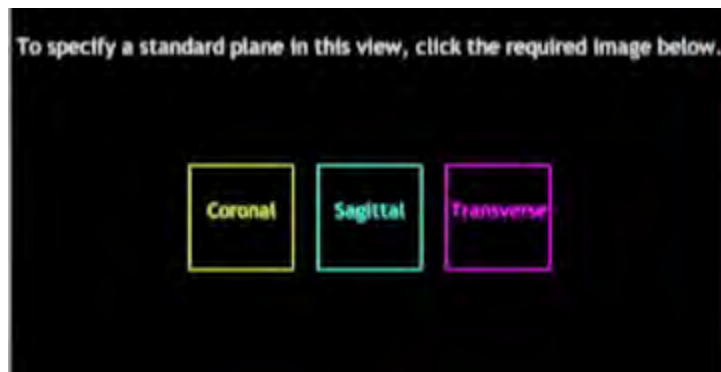 To specify a standard plane in this view, click the required image below.
Coronal Sagittal Transverse